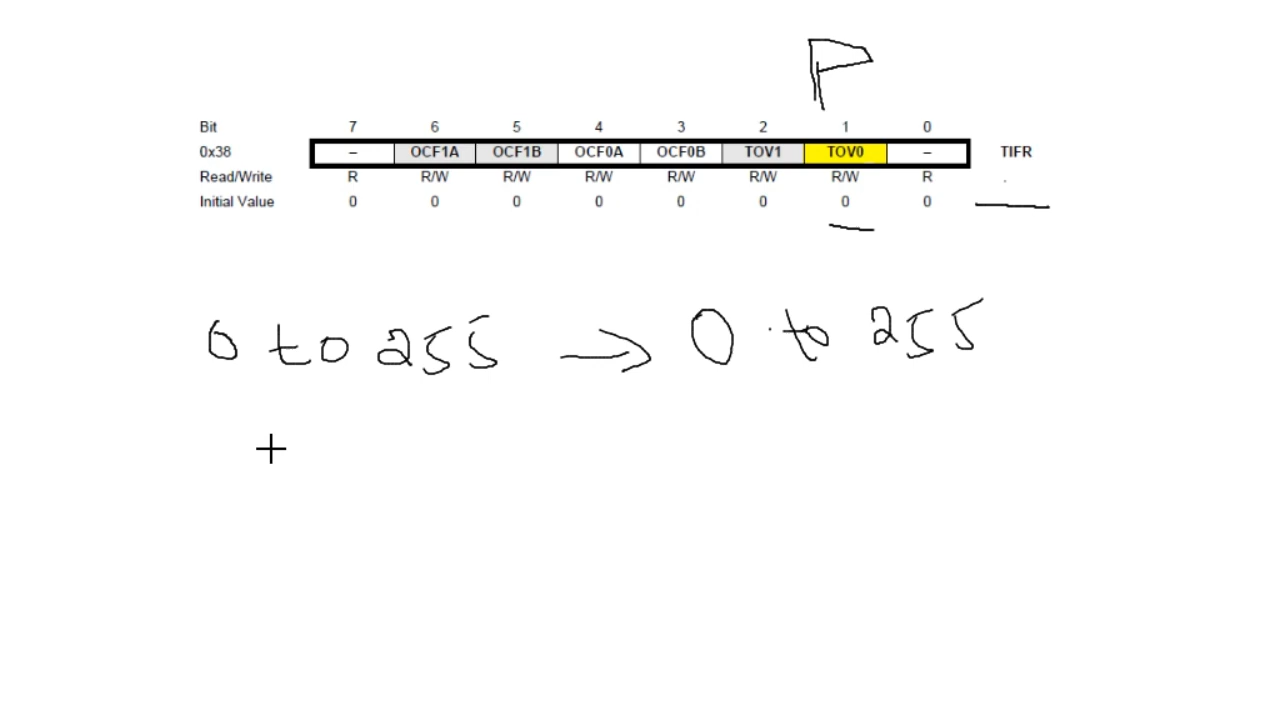 Bit 7 6 5 4 3 2 1 0
0x38 – OCF1A OCF1B OCF0A OCF0B TOV1 TOV0 – TIFR
Read/Write R R/W R/W R/W R/W R/W R/W R
Initial Value 0 0 0 0 0 0 0 0
0 to 255 → 0 to 255